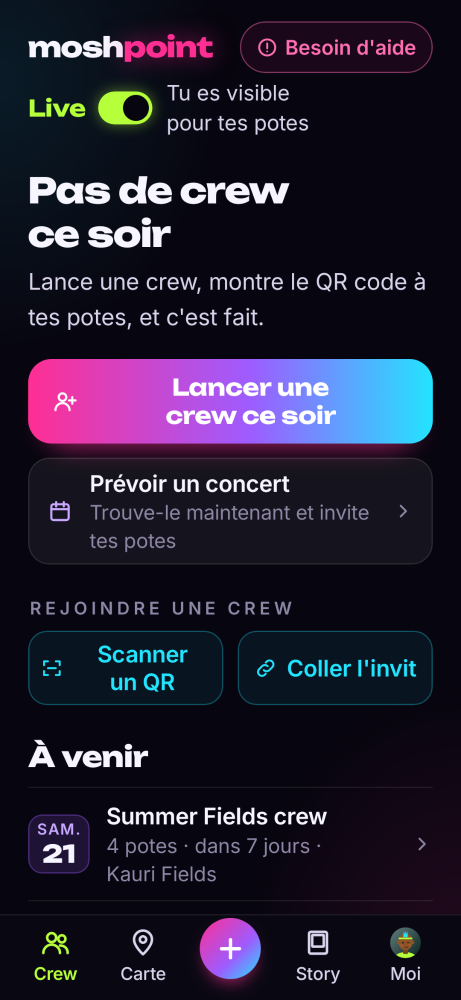 moshpoint
Besoin d'aide
Live
Tu es visible
pour tes potes
Pas de crew
ce soir
Lance une crew, montre le QR code à
tes potes, et c'est fait.
Lancer une
crew ce soir
Prévoir un concert
Trouve-le maintenant et invite
tes potes
REJOINDRE UNE CREW
Scanner
un QR
Coller l'invit
À venir
SAM.
21
Summer Fields crew
4 potes · dans 7 jours ·
Kauri Fields
Crew
Carte
Story
Moi